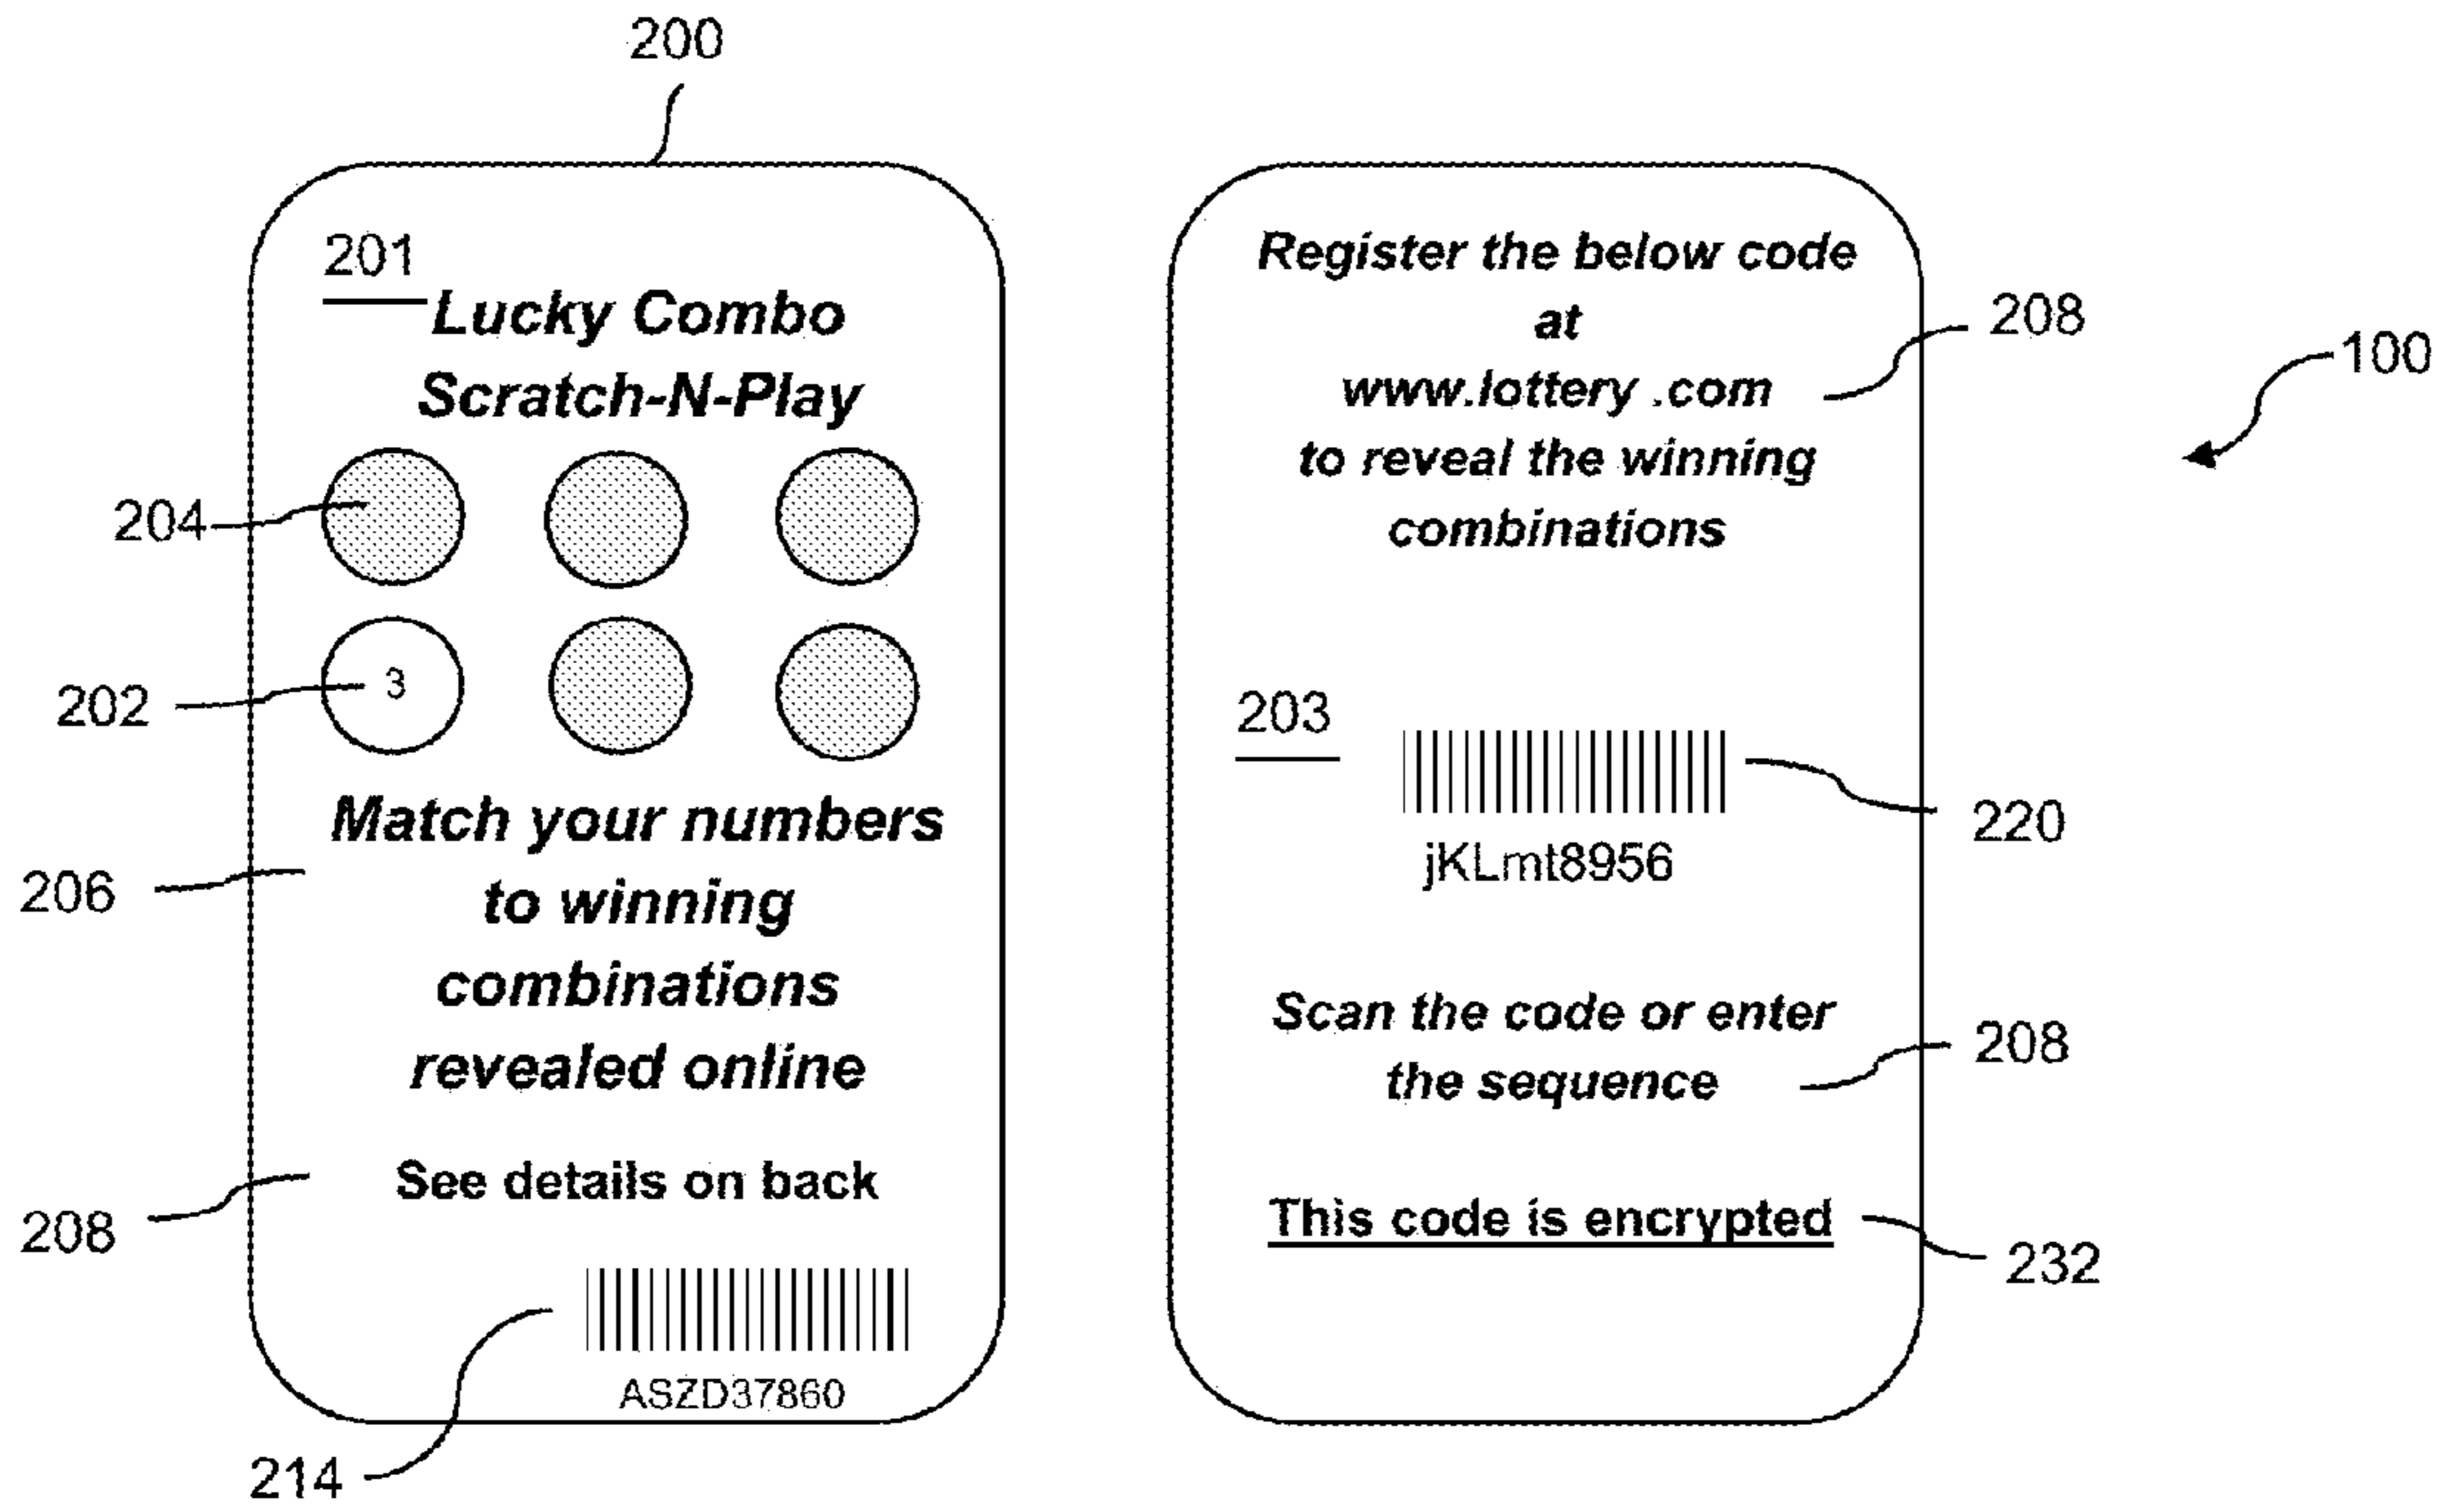 200
201
Lucky Combo
Scratch-N-Play
204
3
202
Match your numbers
206
to winning
combinations
revealed online
See details on back
208
ASZD37860
214
Register the below code
at
208
www.lottery .com
100
to reveal the winning
combinations
203
220
jKLmt8956
Scan the code or enter
208
the sequence
This code is encrypted
232